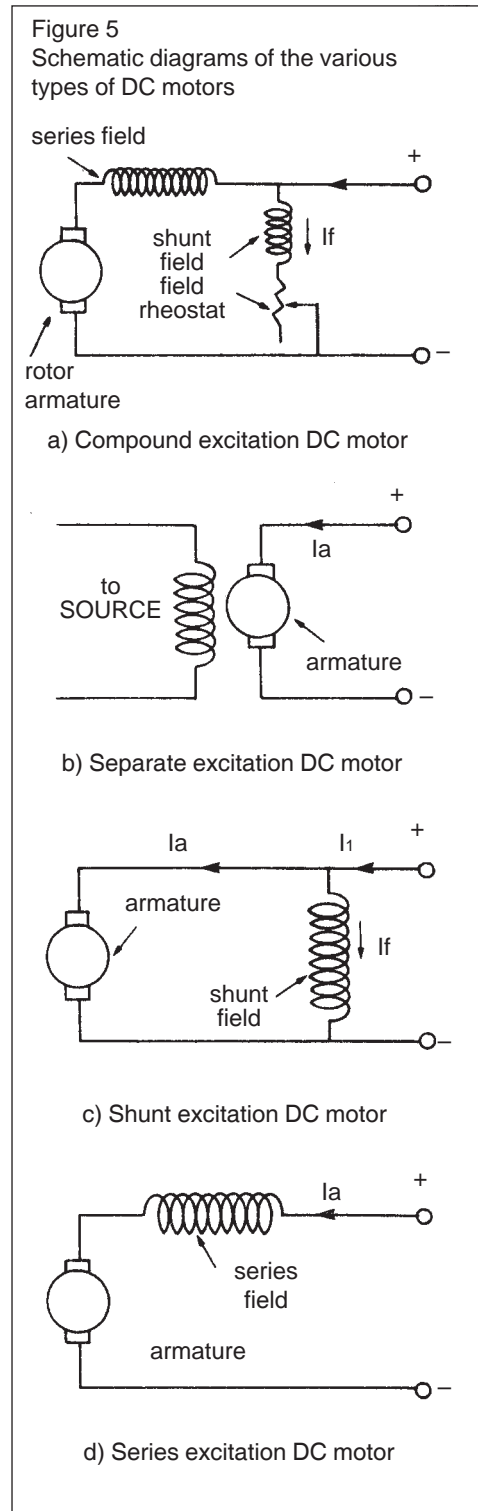 Figure 5
Schematic diagrams of the various
types of DC motors
series field
+
shunt
field
field
rheostat
If
rotor
armature
–
a) Compound excitation DC motor
+
Ia
to
SOURCE
armature
–
b) Separate excitation DC motor
Ia
I1
+
armature
If
shunt
field
–
c) Shunt excitation DC motor
Ia
+
series
field
armature
–
d) Series excitation DC motor